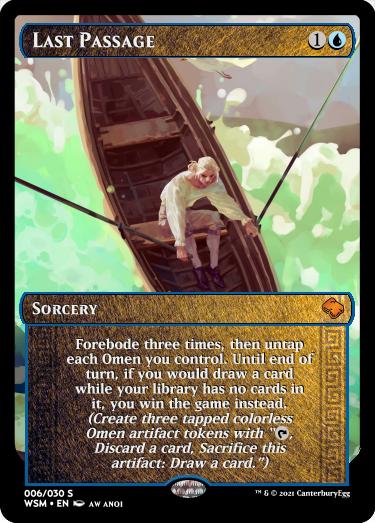 Last Passage 1
Sorcery
Forebode three times, then untap
each Omen you control. Until end of
turn, if you would draw a card
while your library has no cards in
it, you win the game instead.
(Create three tapped colorless
Omen artifact tokens with “,
Discard a card, Sacrifice this
artifact: Draw a card.”)
006/030 S
WSM • EN AW ANOI
™ & © 2021 CanterburyEgg